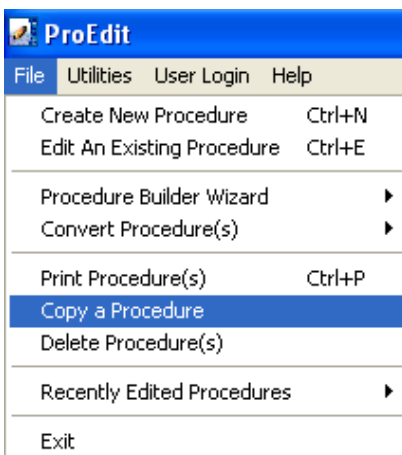 ProEdit
File Utilities User Login Help
Create New Procedure Ctrl+N
Edit An Existing Procedure Ctrl+E
Procedure Builder Wizard
Convert Procedure(s)
Print Procedure(s) Ctrl+P
Copy a Procedure
Delete Procedure(s)
Recently Edited Procedures
Exit